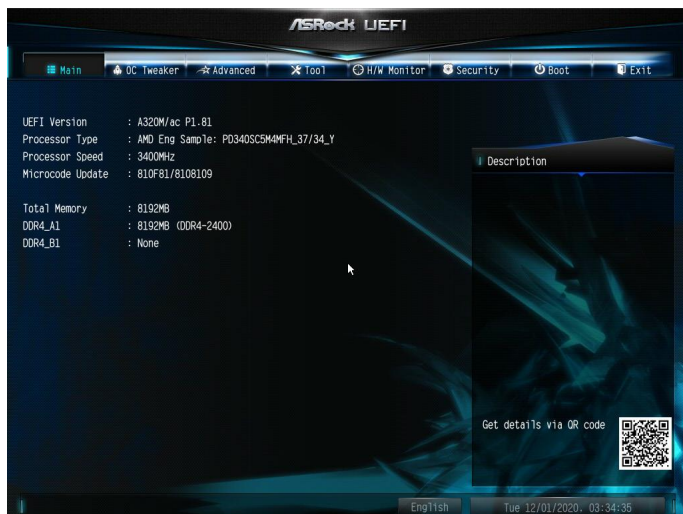 ASRock UEFI
Main OC Tweaker Advanced Tool H/W Monitor Security Boot Exit
UEFI Version : A320M/ac P1.81
Processor Type : AMD Eng Sample: PD340SC5M4MFH_37/34_Y
Processor Speed : 3400MHz
Microcode Update : 810F81/8108109
Total Memory : 8192MB
DDR4_A1 : 8192MB (DDR4-2400)
DDR4_B1 : None
Description
Get details via QR code
English Tue 12/01/2020. 03:34:35